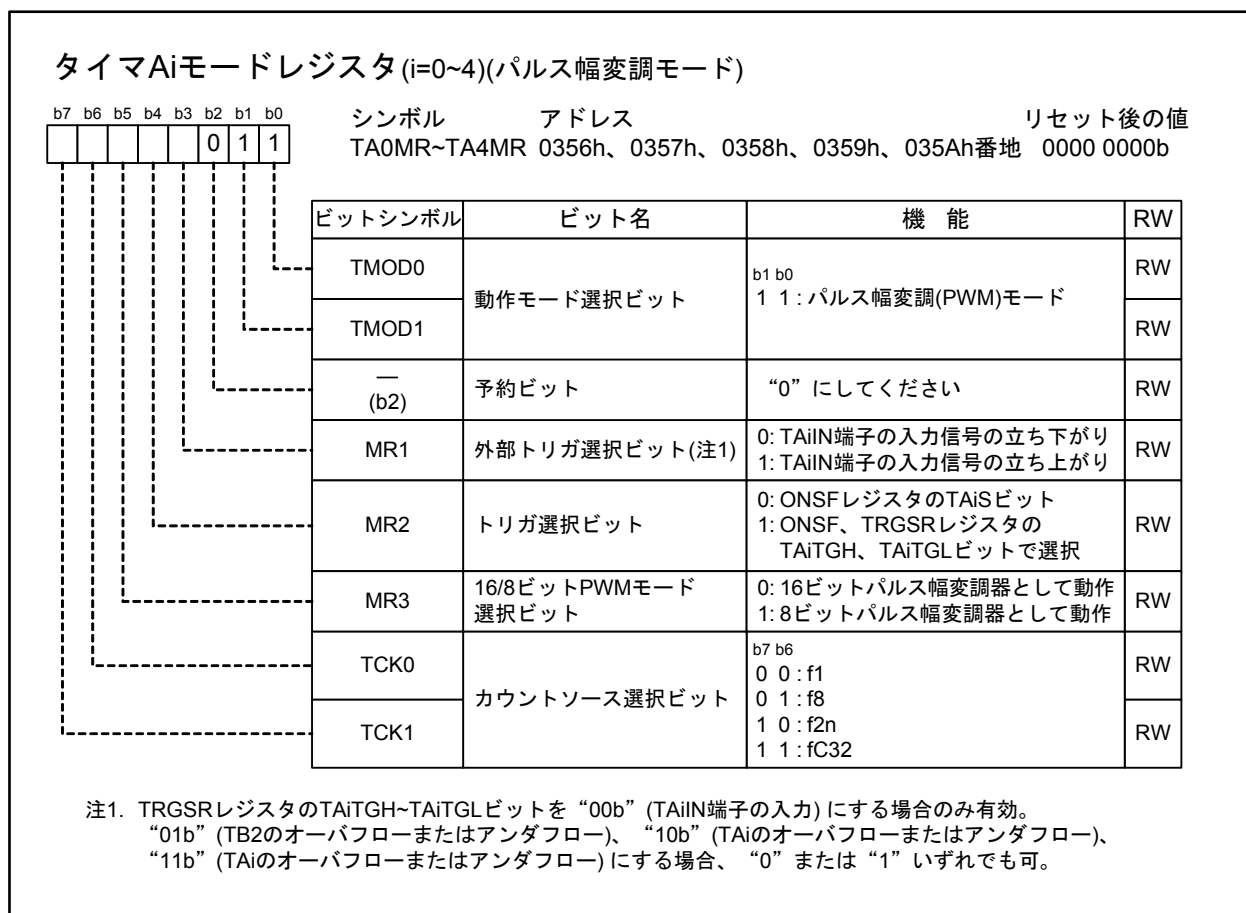 タイマAiモードレジスタ(i=0~4)(パルス幅変調モード)
b7 b6 b5 b4 b3 b2 b1 b0
0 1 1
シンボル アドレス リセット後の値
TA0MR~TA4MR 0356h、0357h、0358h、0359h、035Ah番地 0000 0000b
ビットシンボル ビット名 機 能 RW
TMOD0 RW
動作モード選択ビット
b1 b0
1 1 : パルス幅変調(PWM)モード
TMOD1 RW
—
(b2)
予約ビット “0”にしてください RW
MR1 外部トリガ選択ビット(注1)
0: TAiIN端子の入力信号の立ち下がり
1: TAiIN端子の入力信号の立ち上がり
RW
MR2 トリガ選択ビット
0: ONSFレジスタのTAiSビット
1: ONSF、TRGSRレジスタの
TAiTGH、TAiTGLビットで選択
RW
MR3
16/8ビットPWMモード
選択ビット
0: 16ビットパルス幅変調器として動作
1: 8ビットパルス幅変調器として動作
RW
TCK0 RW
カウントソース選択ビット
b7 b6
0 0 : f1
0 1 : f8
1 0 : f2n
1 1 : fC32
TCK1 RW
注1. TRGSRレジスタのTAiTGH~TAiTGLビットを“00b”(TAiIN端子の入力) にする場合のみ有効。
“01b”(TB2のオーバフローまたはアンダフロー)、“10b”(TAiのオーバフローまたはアンダフロー)、
“11b”(TAiのオーバフローまたはアンダフロー) にする場合、“0”または“1”いずれでも可。